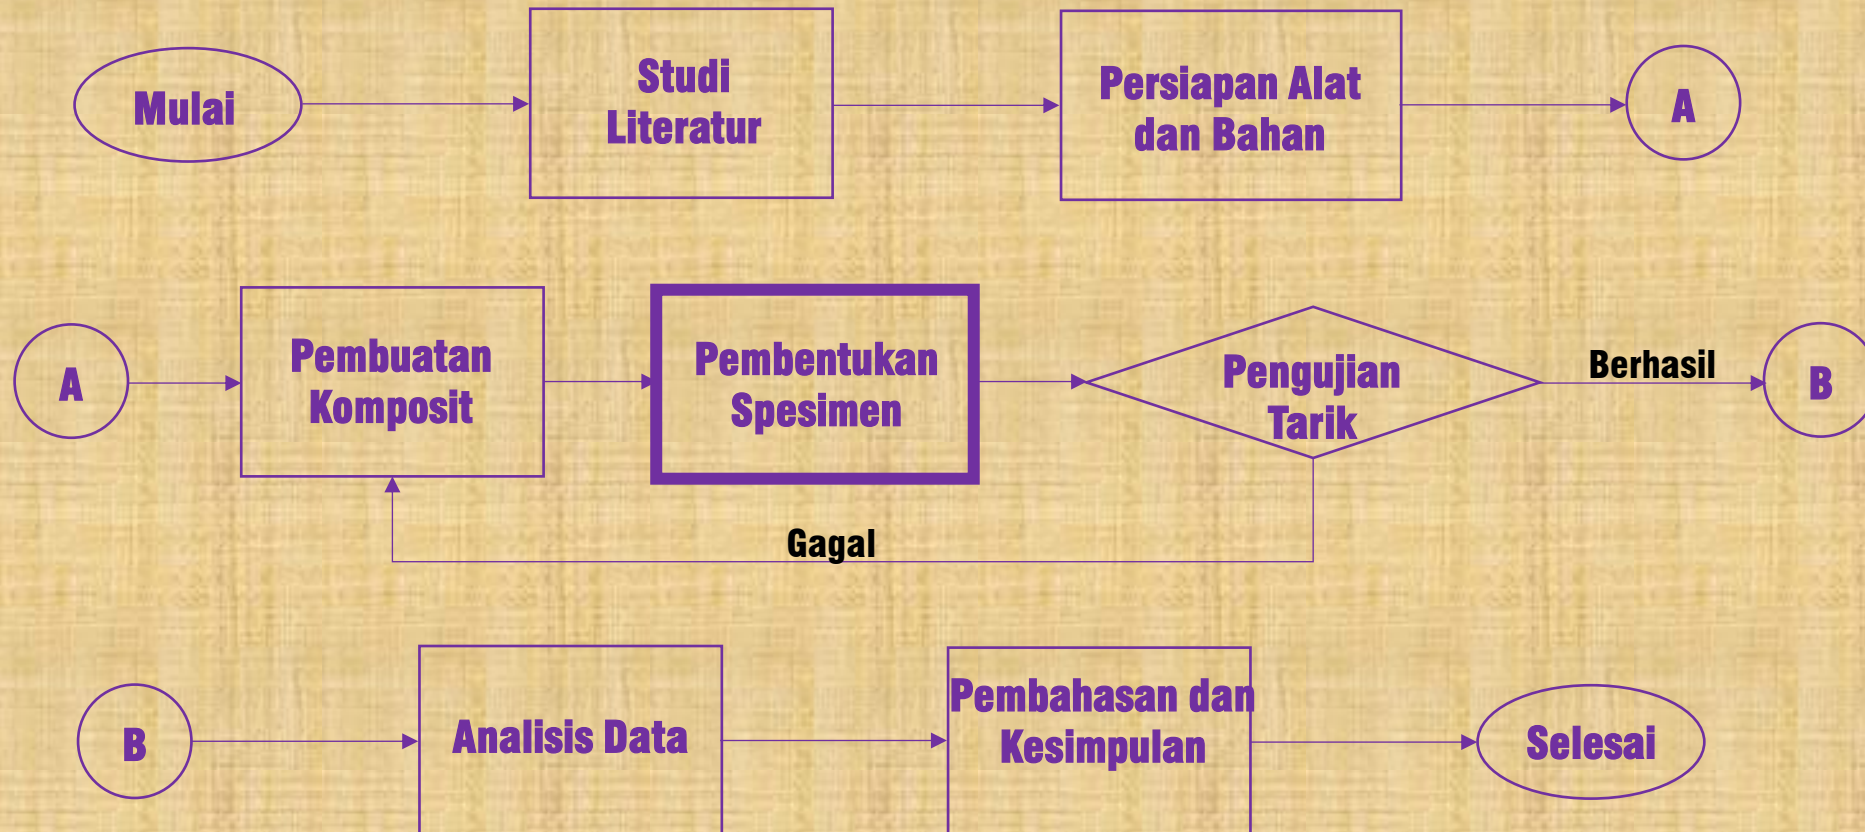 Mulai
Studi
Literatur
Persiapan Alat
dan Bahan
A
A
Pembuatan
Komposit
Pembentukan
Spesimen
Pengujian
Tarik
Berhasil
B
Gagal
B
Analisis Data
Pembahasan dan
Kesimpulan
Selesai